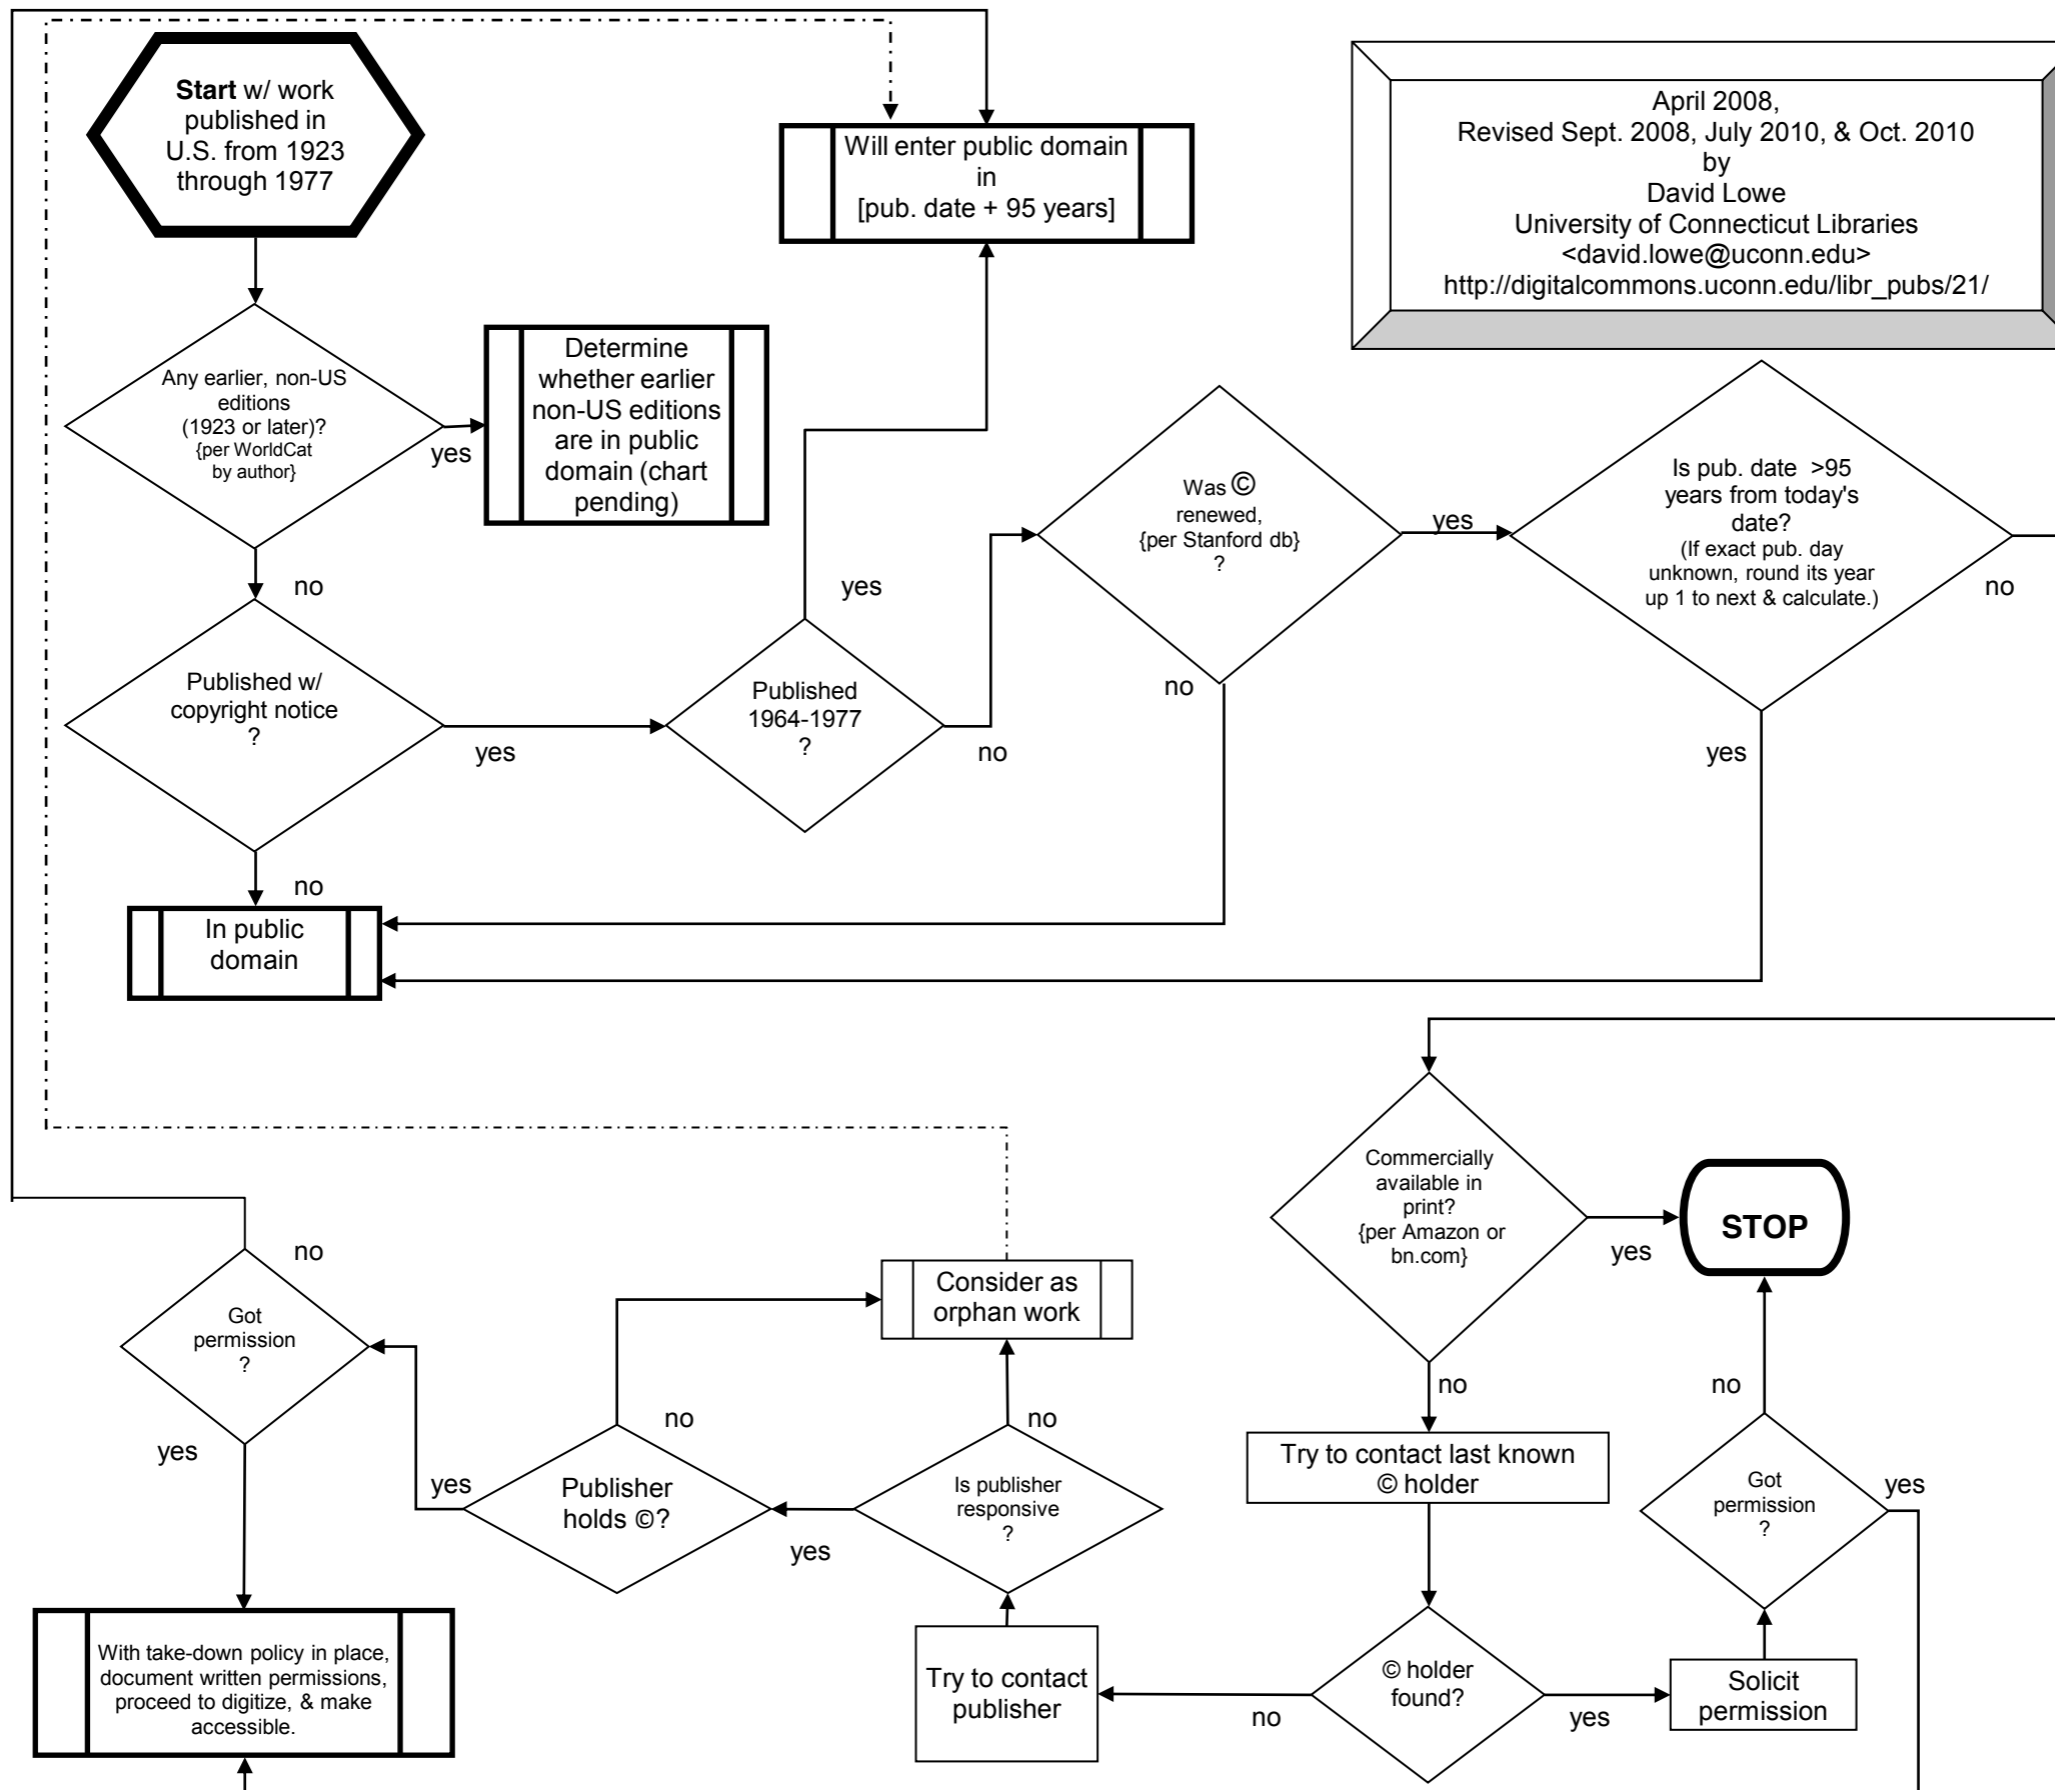 Start w/ work
published in
U.S. from 1923
through 1977
Will enter public domain
in
[pub. date + 95 years]
April 2008,
Revised Sept. 2008, July 2010, & Oct. 2010
by
David Lowe
University of Connecticut Libraries
<david.lowe@uconn.edu>
http://digitalcommons.uconn.edu/libr_pubs/21/
Any earlier, non-US
editions
(1923 or later)?
{per WorldCat
by author}
yes
no
Determine
whether earlier
non-US editions
are in public
domain (chart
pending)
Published w/
copyright notice
?
yes
no
Published
1964-1977
?
yes
no
Was ©
renewed,
{per Stanford db}
?
yes
no
Is pub. date >95
years from today's
date?
(If exact pub. day
unknown, round its year
up 1 to next & calculate.)
no
yes
In public
domain
Commercially
available in
print?
{per Amazon or
bn.com}
yes
no
STOP
Try to contact last known
© holder
© holder
found?
yes
no
Solicit
permission
Got
permission
?
no
yes
Try to contact
publisher
Is publisher
responsive
?
no
yes
Consider as
orphan work
Publisher
holds ©?
no
yes
Got
permission
?
no
yes
With take-down policy in place,
document written permissions,
proceed to digitize, & make
accessible.